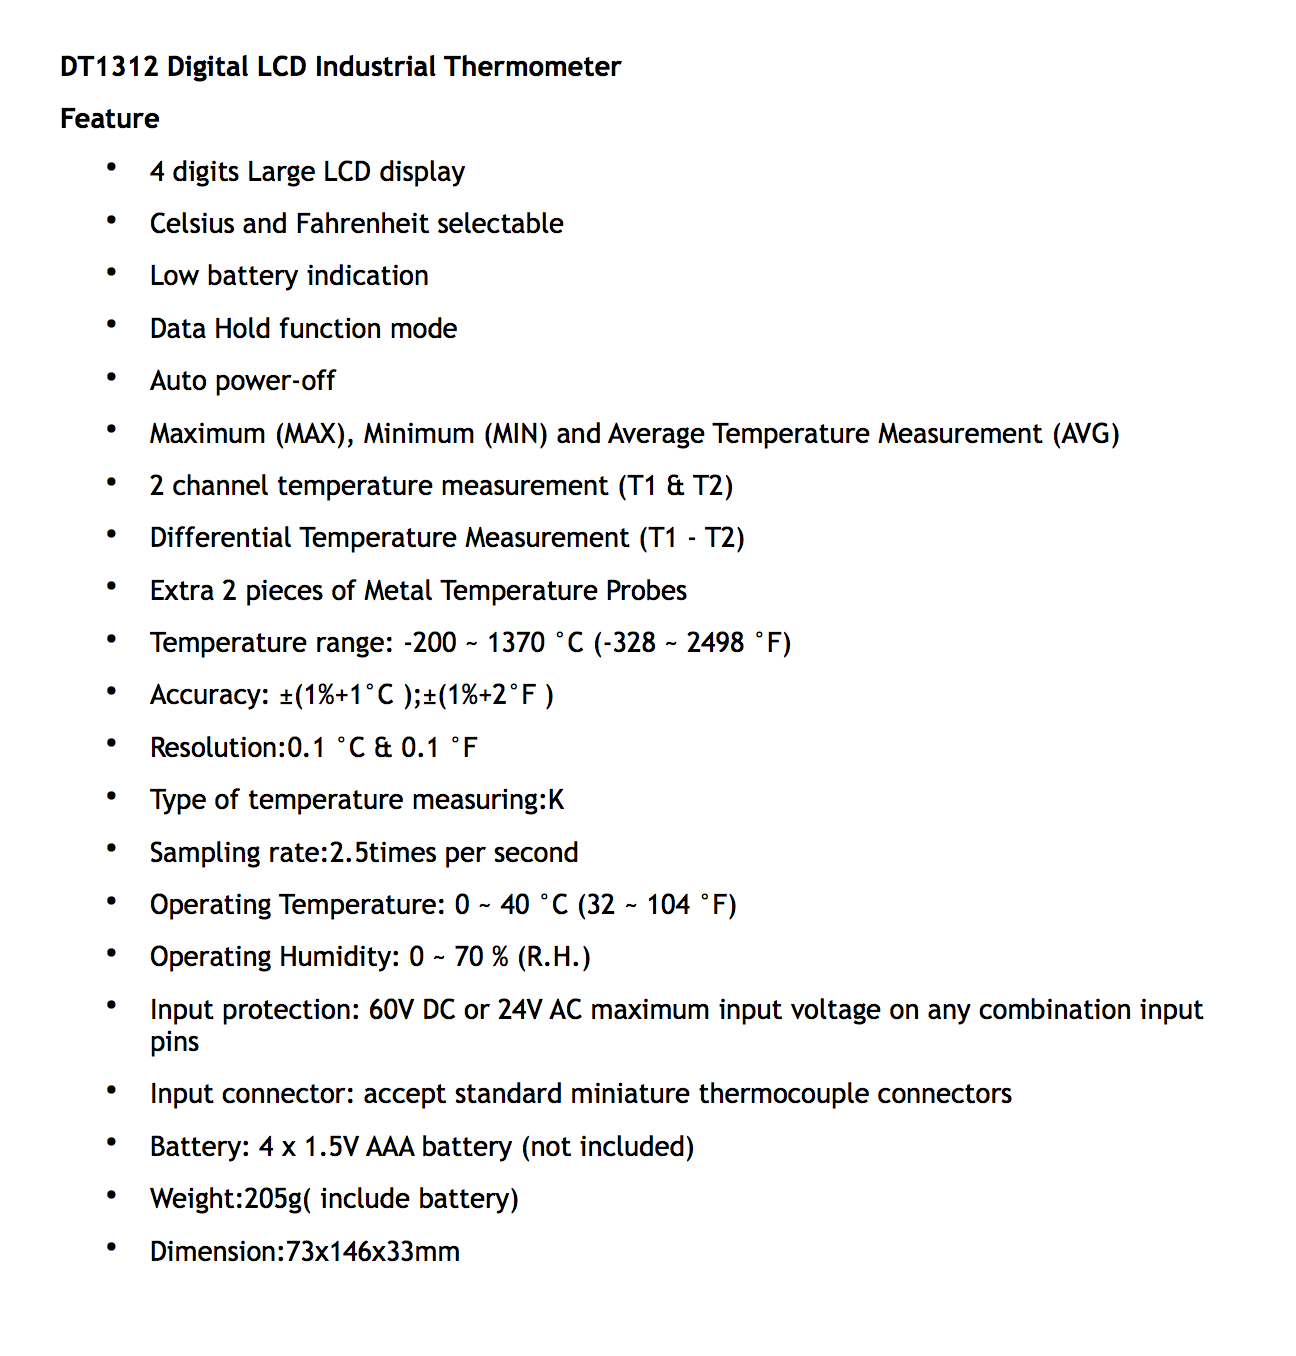 DT1312 Digital LCD Industrial Thermometer
Feature
• 4 digits Large LCD display
• Celsius and Fahrenheit selectable
• Low battery indication
• Data Hold function mode
• Auto power-off
• Maximum (MAX), Minimum (MIN) and Average Temperature Measurement (AVG)
• 2 channel temperature measurement (T1 & T2)
• Differential Temperature Measurement (T1 - T2)
• Extra 2 pieces of Metal Temperature Probes
• Temperature range: -200 ~ 1370 ˚C (-328 ~ 2498 ˚F)
• Accuracy: ±(1%+1˚C );±(1%+2˚F )
• Resolution:0.1 ˚C & 0.1 ˚F
• Type of temperature measuring:K
• Sampling rate:2.5times per second
• Operating Temperature: 0 ~ 40 ˚C (32 ~ 104 ˚F)
• Operating Humidity: 0 ~ 70 % (R.H.)
• Input protection: 60V DC or 24V AC maximum input voltage on any combination input
pins
• Input connector: accept standard miniature thermocouple connectors
• Battery: 4 x 1.5V AAA battery (not included)
• Weight:205g( include battery)
• Dimension:73x146x33mm